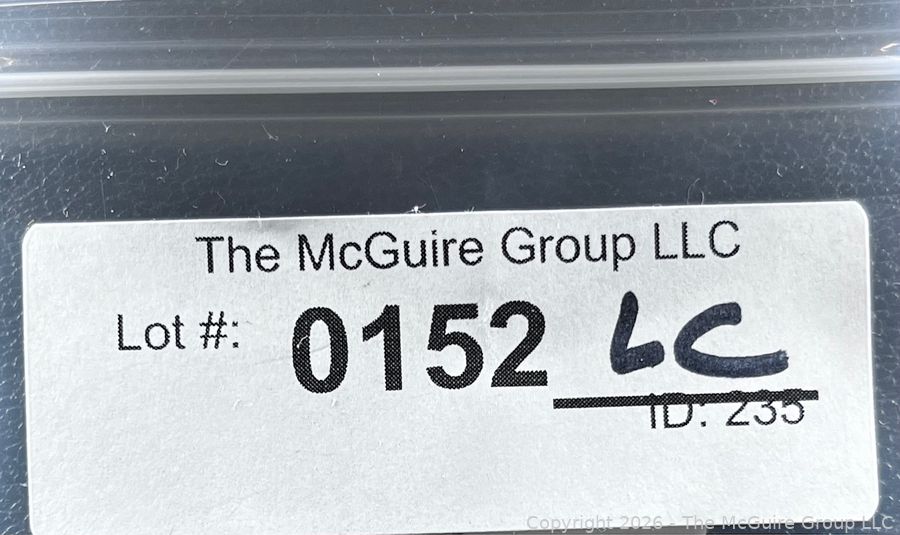 The McGuire Group LLC
Lot #: 0152 LC
ID: 235
Copyright 2026 - The McGuire Group LLC